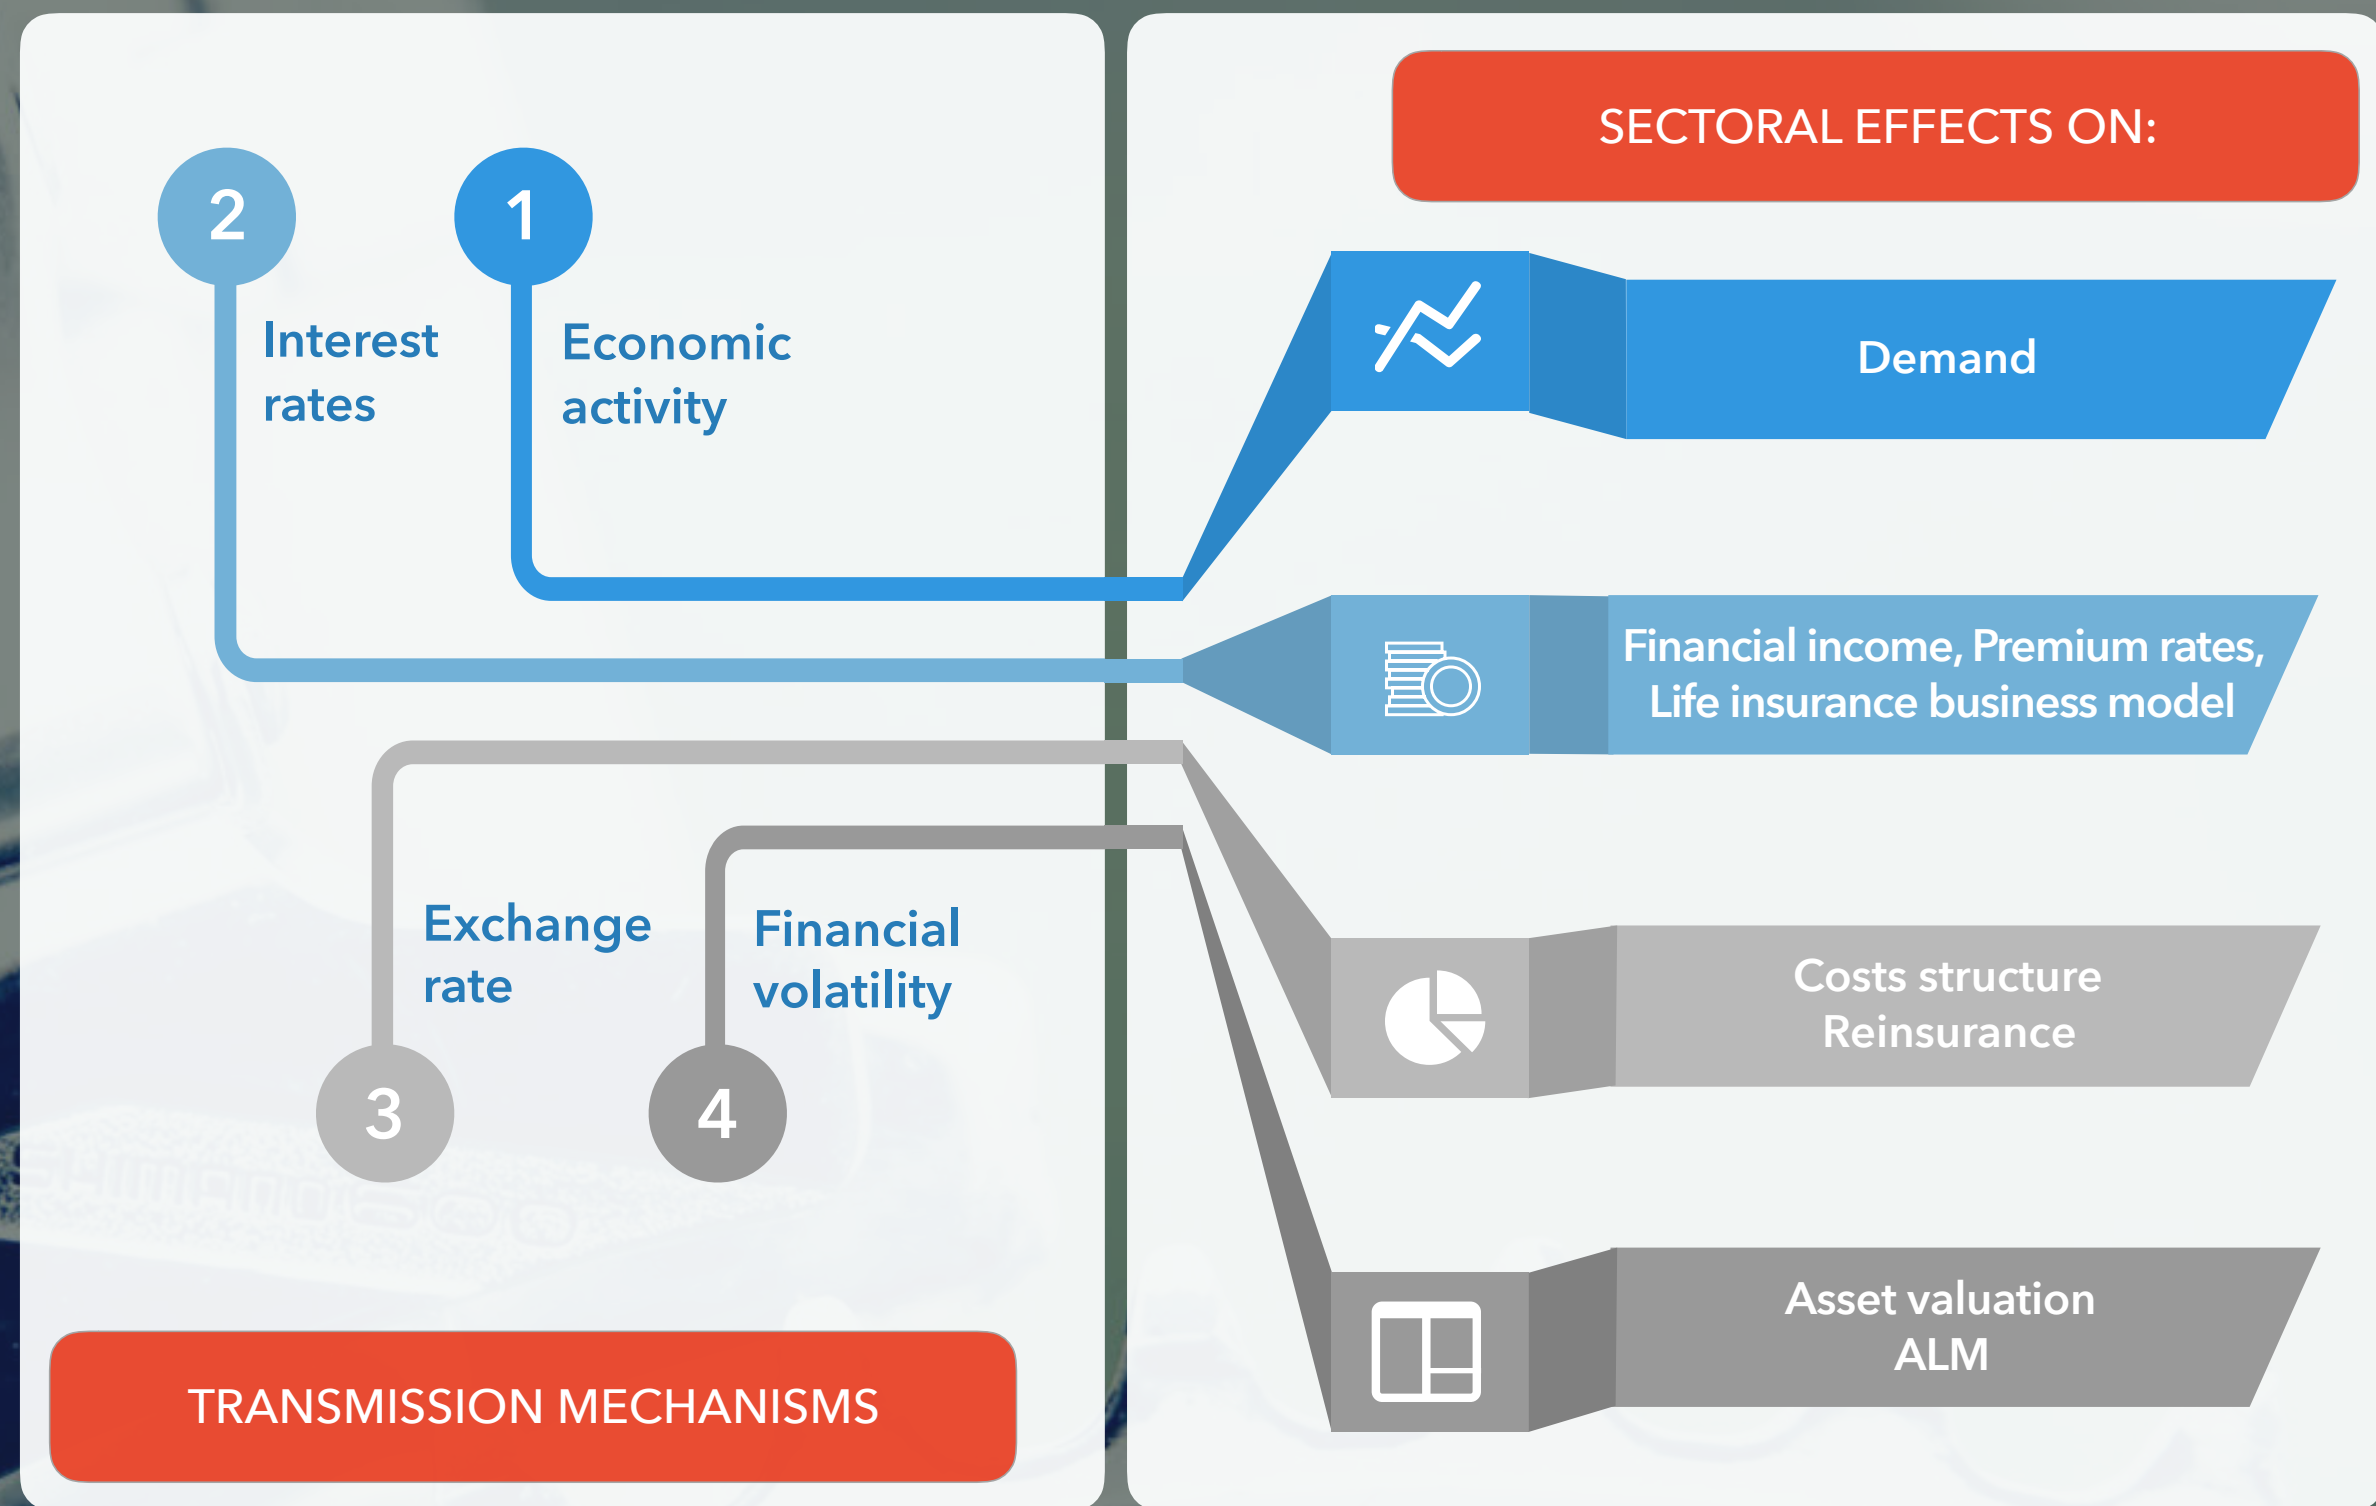 2
1
Interest
rates
Economic
activity
Exchange
rate
Financial
volatility
3
4
TRANSMISSION MECHANISMS
SECTORAL EFFECTS ON:
Demand
Financial income, Premium rates,
Life insurance business model
Costs structure
Reinsurance
Asset valuation
ALM